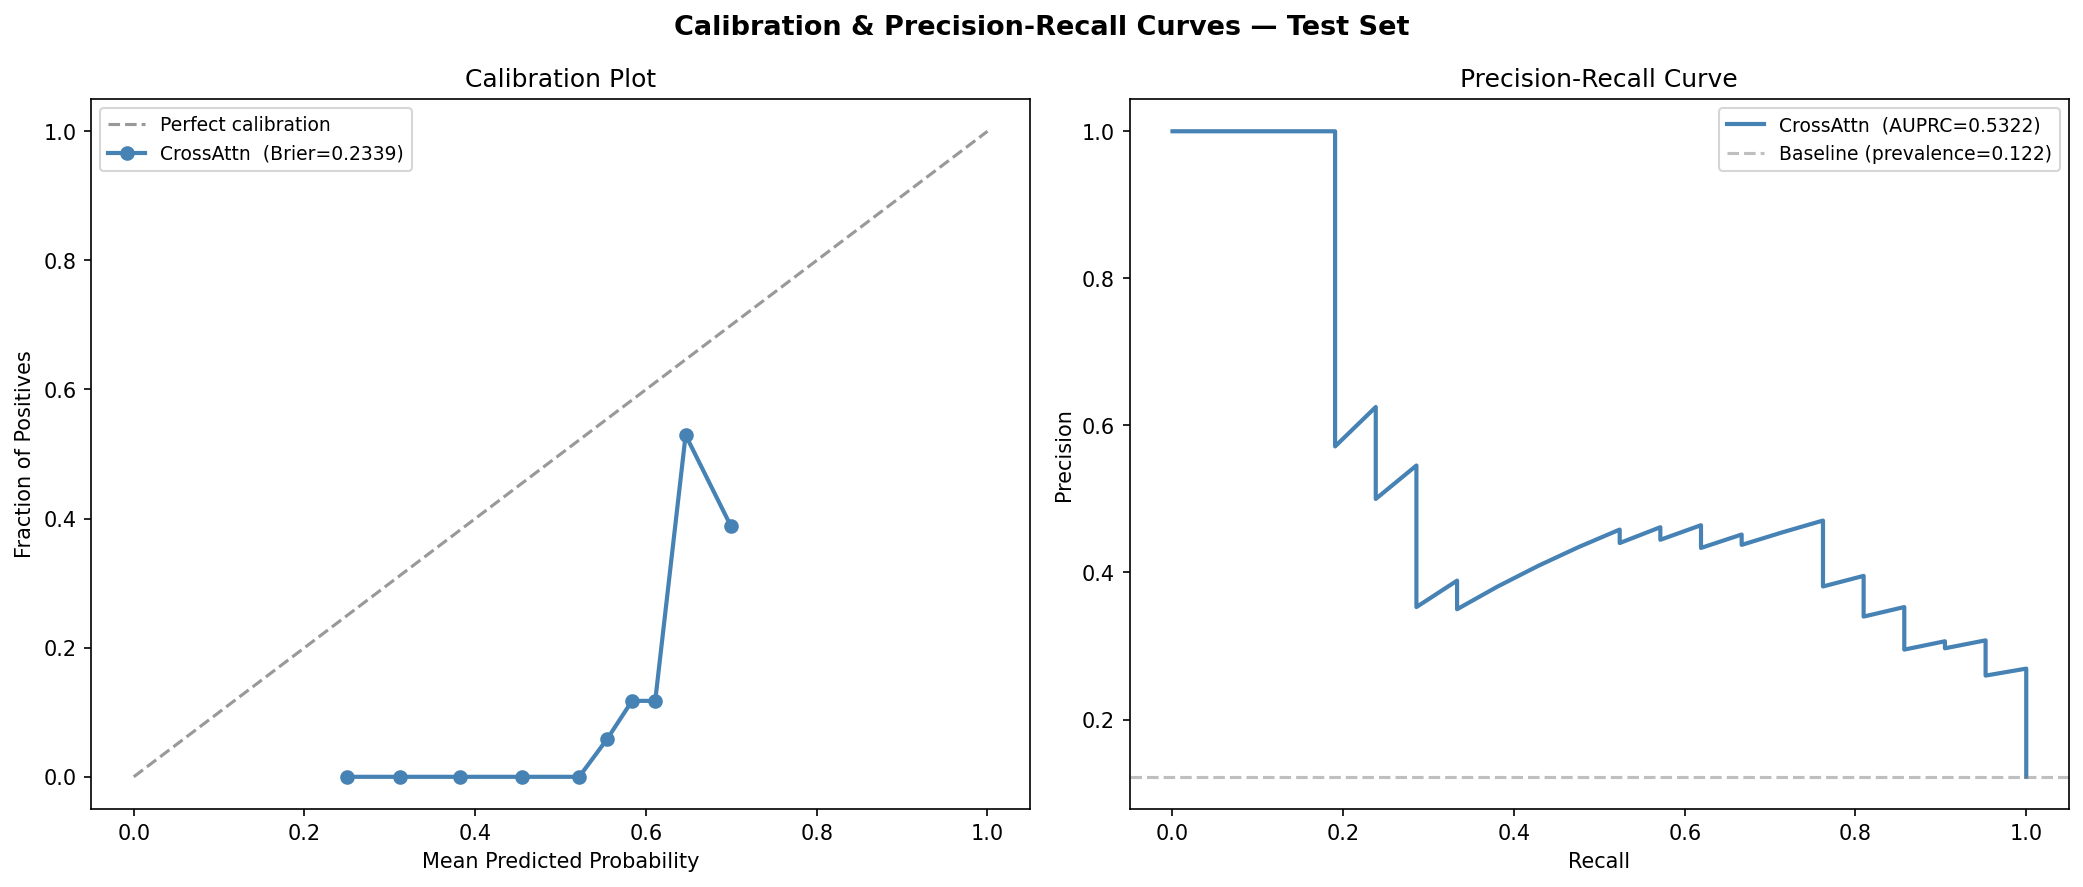 Calibration & Precision-Recall Curves — Test Set
Calibration Plot
Perfect calibration
CrossAttn (Brier=0.2339)
1.0
0.8
0.6
0.4
0.2
0.0
Fraction of Positives
0.0 0.2 0.4 0.6 0.8 1.0
Mean Predicted Probability
Precision-Recall Curve
CrossAttn (AUPRC=0.5322)
Baseline (prevalence=0.122)
1.0
0.8
0.6
0.4
0.2
Precision
0.0 0.2 0.4 0.6 0.8 1.0
Recall